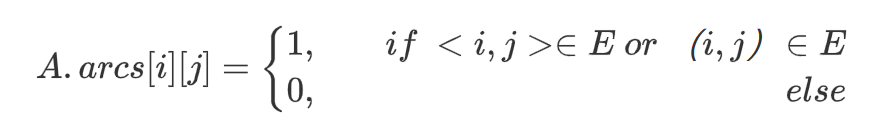 A.arcs[i][j] = {1, if <i,j>∈ E or (i,j) ∈ E
0, else